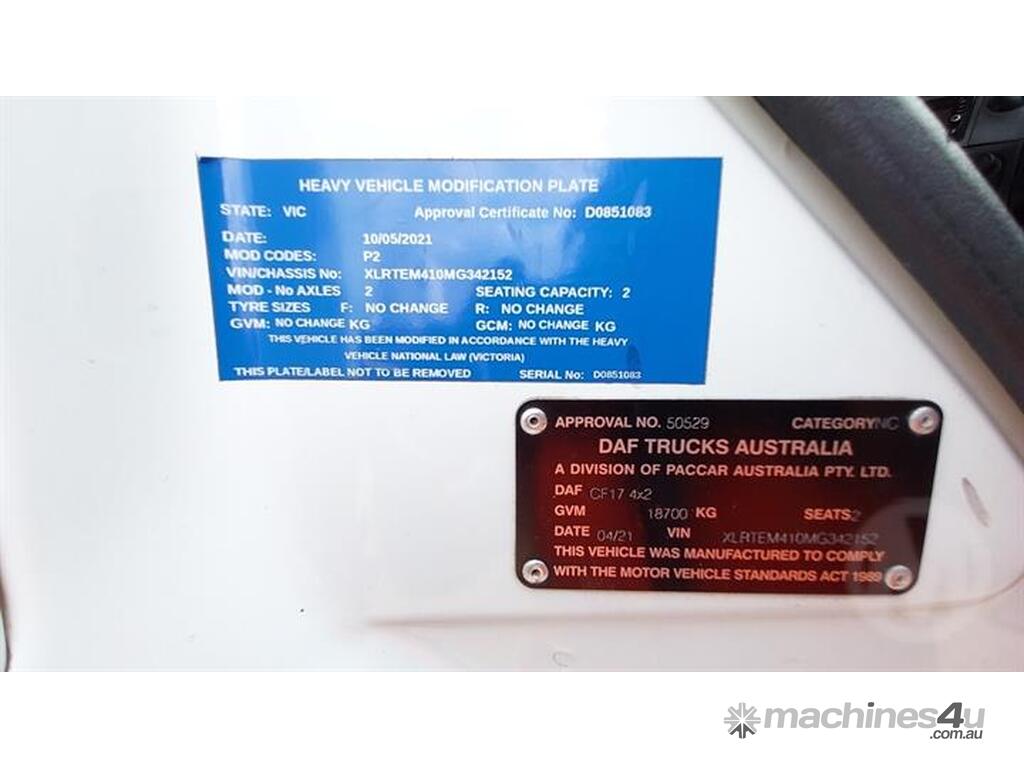 HEAVY VEHICLE MODIFICATION PLATE
STATE: VIC Approval Certificate No: D0851083
DATE: 10/05/2021
MOD CODES: P2
VIN/CHASSIS No: XLRTEM410MG342152
MOD - No AXLES 2 SEATING CAPACITY: 2
TYRE SIZES F: NO CHANGE R: NO CHANGE
GVM: NO CHANGE KG GCM: NO CHANGE KG
THIS VEHICLE HAS BEEN MODIFIED IN ACCORDANCE WITH THE HEAVY
VEHICLE NATIONAL LAW (VICTORIA)
THIS PLATE/LABEL NOT TO BE REMOVED SERIAL No: D0851083
APPROVAL NO. 50529 CATEGORY NC
DAF TRUCKS AUSTRALIA
A DIVISION OF PACCAR AUSTRALIA PTY. LTD.
DAF CF17 4x2
GVM 18700 KG SEATS 2
DATE 04/21 VIN XLRTEM410MG342152
THIS VEHICLE WAS MANUFACTURED TO COMPLY
WITH THE MOTOR VEHICLE STANDARDS ACT 1989
machines4u
.com.au